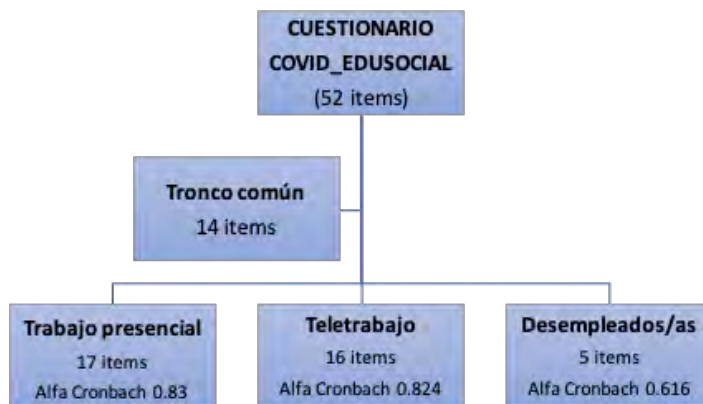 CUESTIONARIO
COVID_EDUSOCIAL
(52 items)
Tronco común
14 items
Trabajo presencial
17 items
Alfa Cronbach 0.83
Teletrabajo
16 items
Alfa Cronbach 0.824
Desempleados/as
5 items
Alfa Cronbach 0.616